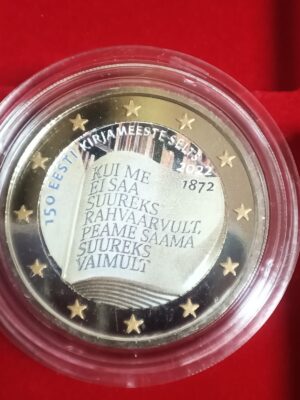 150 EESTI KIRJAMEESTE SELTS
2022
1872
KUI ME
EI SAA
SUUREKS
RAHVAARVULT,
PEAME SAAMA
SUUREKS
VAIMULT